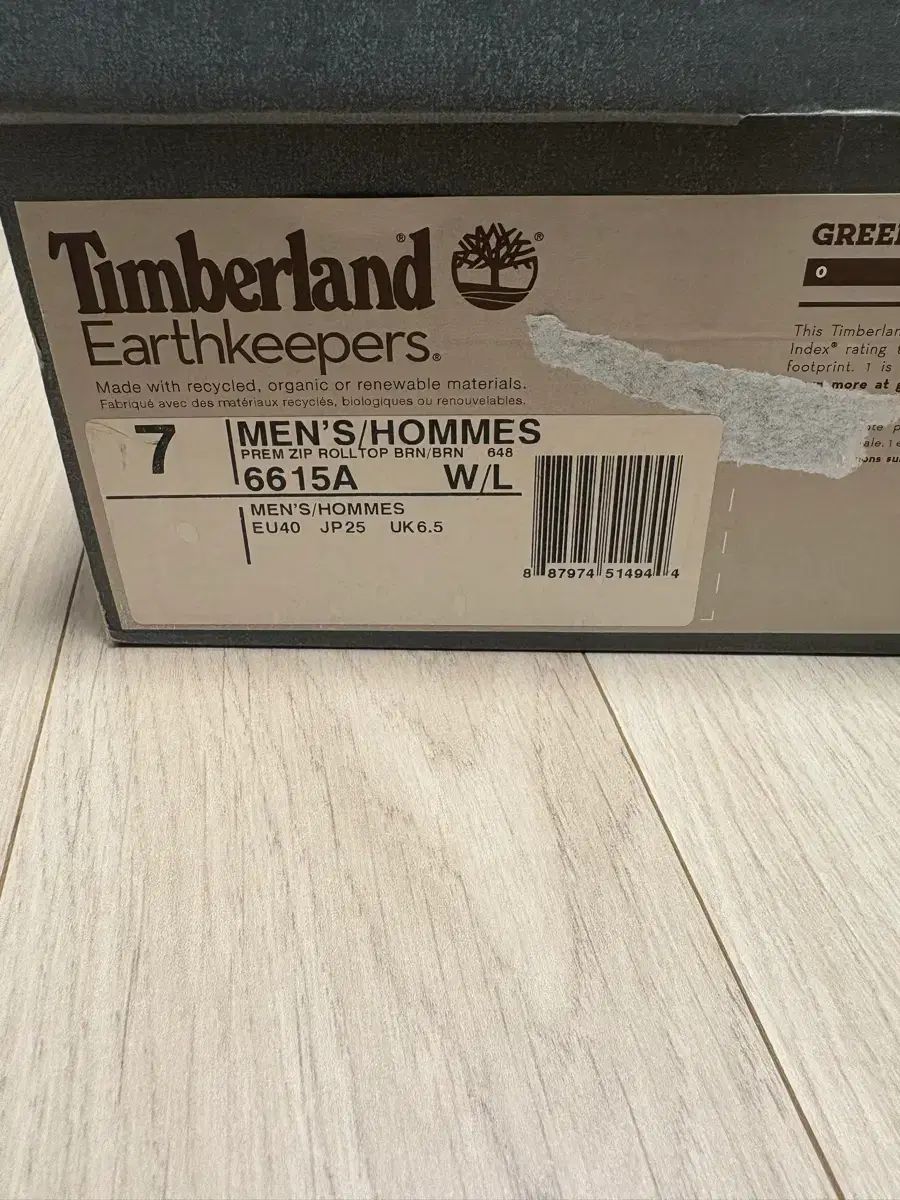 Timberland®
®
Earthkeepers®
Made with recycled, organic or renewable materials.
Fabriqué avec des matériaux recyclés, biologiques ou renouvelables.
7
MEN'S/HOMMES
PREM ZIP ROLLTOP BRN/BRN 648
6615A W/L
MEN'S/HOMMES
EU40 JP25 UK6.5
8 87974 51494 4
0
This
Index® rating
footprint. 1 is
more at